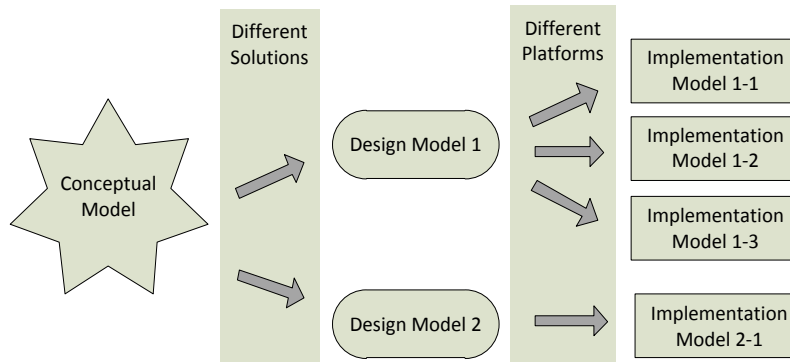 Different
Solutions
Different
Platforms
Implementation
Model 1-1
Conceptual
Model
Design Model 1
Implementation
Model 1-2
Implementation
Model 1-3
Design Model 2
Implementation
Model 2-1